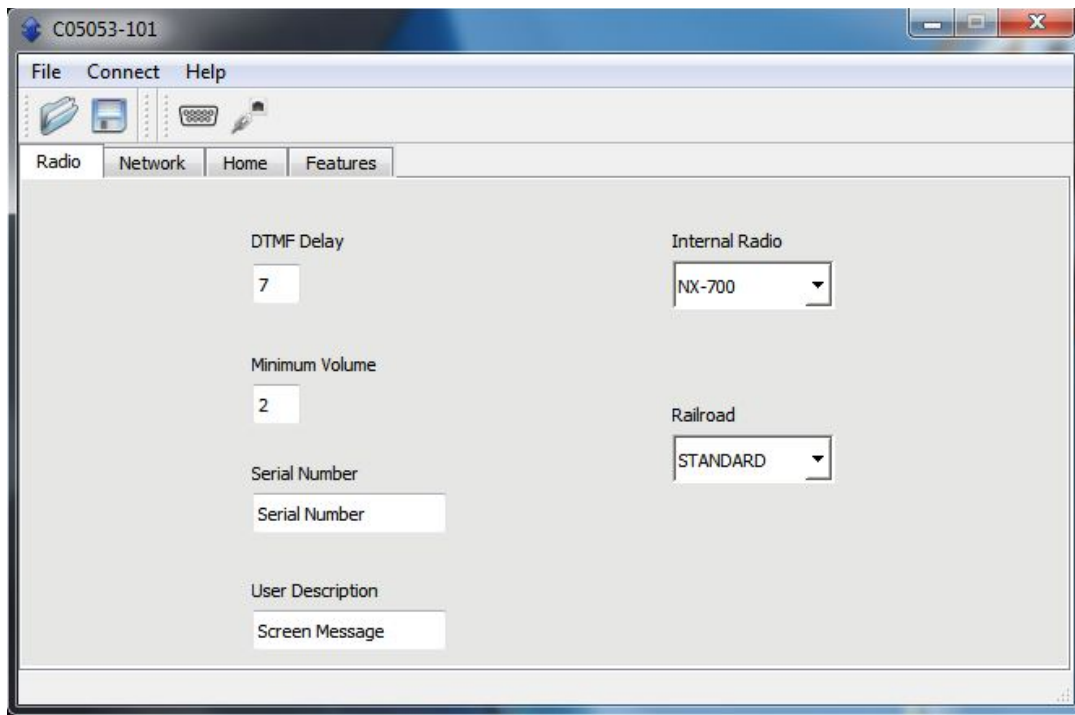 C05053-101
File Connect Help
Radio Network Home Features
DTMF Delay
7
Internal Radio
NX-700
Minimum Volume
2
Railroad
STANDARD
Serial Number
Serial Number
User Description
Screen Message